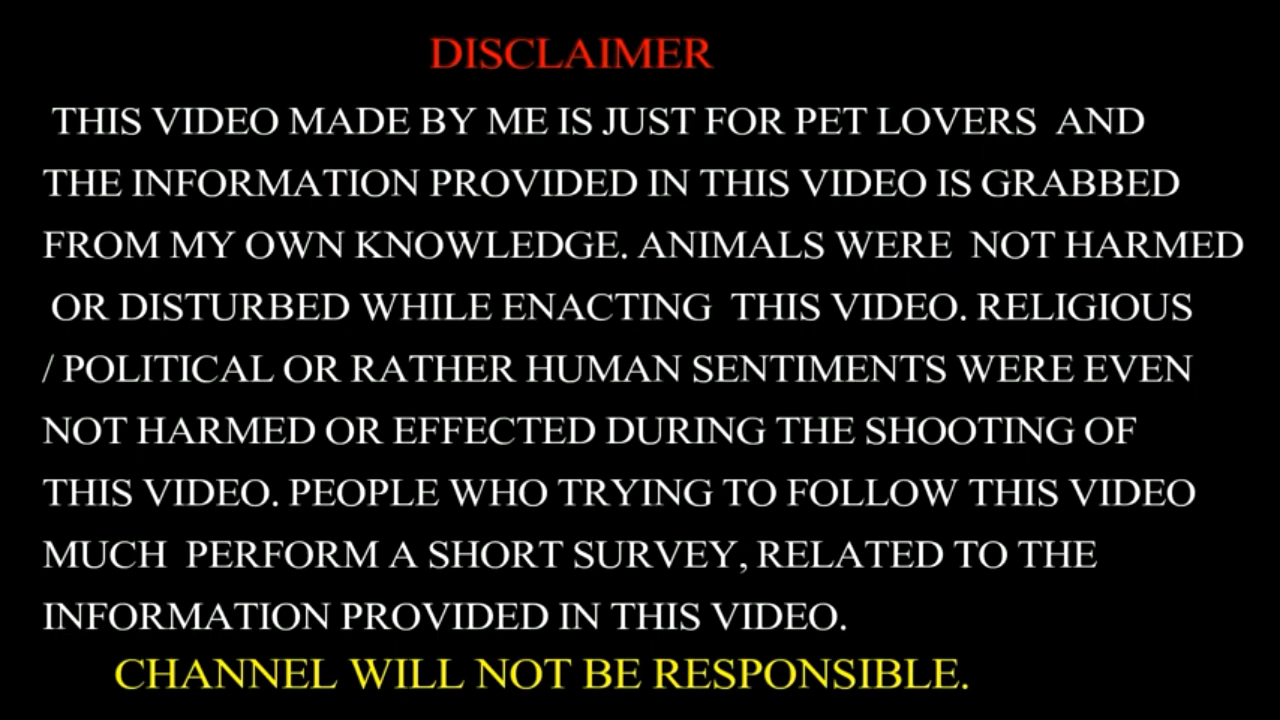 DISCLAIMER
THIS VIDEO MADE BY ME IS JUST FOR PET LOVERS AND
THE INFORMATION PROVIDED IN THIS VIDEO IS GRABBED
FROM MY OWN KNOWLEDGE. ANIMALS WERE NOT HARMED
OR DISTURBED WHILE ENACTING THIS VIDEO. RELIGIOUS
/ POLITICAL OR RATHER HUMAN SENTIMENTS WERE EVEN
NOT HARMED OR EFFECTED DURING THE SHOOTING OF
THIS VIDEO. PEOPLE WHO TRYING TO FOLLOW THIS VIDEO
MUCH PERFORM A SHORT SURVEY, RELATED TO THE
INFORMATION PROVIDED IN THIS VIDEO.
CHANNEL WILL NOT BE RESPONSIBLE.